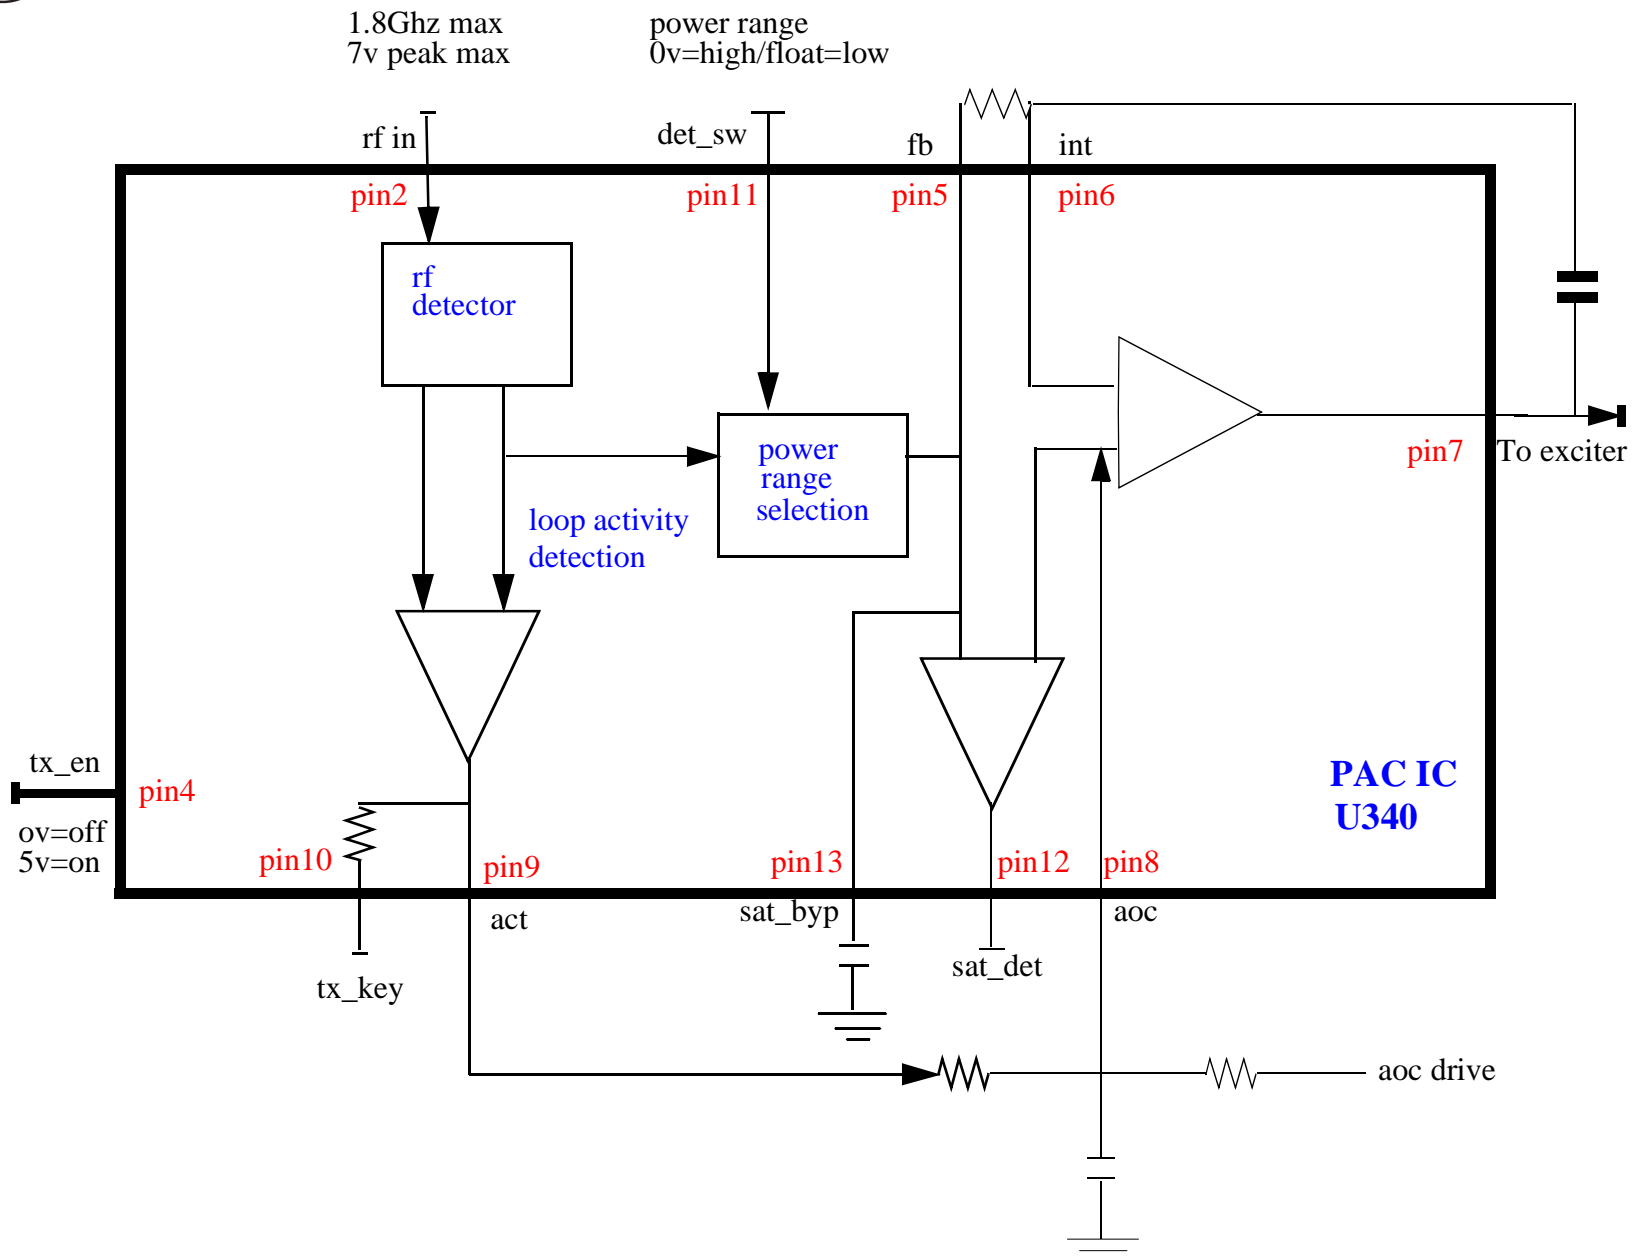 1.8Ghz max
7v peak max
power range
0v=high/float=low
rf in
det_sw
fb
int
pin2
pin11
pin5
pin6
rf
detector
power
range
selection
pin7
To exciter
loop activity
detection
tx_en
pin4
ov=off
5v=on
PAC IC
U340
pin10
pin9
pin13
pin12
pin8
act
sat_byp
aoc
sat_det
tx_key
aoc drive